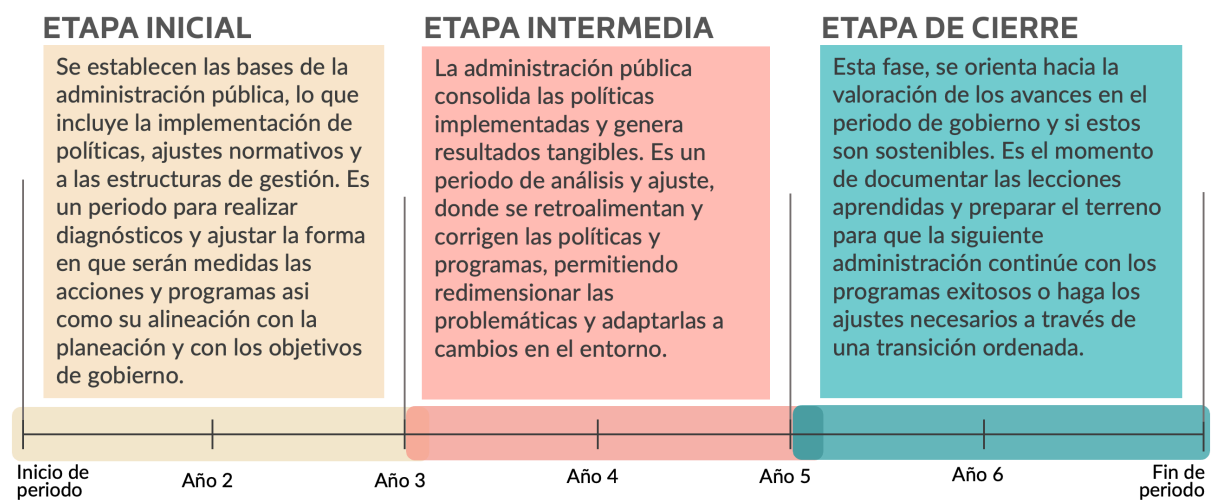 ETAPA INICIAL
Se establecen las bases de la
administración pública, lo que
incluye la implementación de
políticas, ajustes normativos y
a las estructuras de gestión. Es
un periodo para realizar
diagnósticos y ajustar la forma
en que serán medidas las
acciones y programas asi
como su alineación con la
planeación y con los objetivos
de gobierno.
ETAPA INTERMEDIA
La administración pública
consolida las políticas
implementadas y genera
resultados tangibles. Es un
periodo de análisis y ajuste,
donde se retroalimentan y
corrigen las políticas y
programas, permitiendo
redimensionar las
problemáticas y adaptarlas a
cambios en el entorno.
ETAPA DE CIERRE
Esta fase, se orienta hacia la
valoración de los avances en el
periodo de gobierno y si estos
son sostenibles. Es el momento
de documentar las lecciones
aprendidas y preparar el terreno
para que la siguiente
administración continúe con los
programas exitosos o haga los
ajustes necesarios a través de
una transición ordenada.
Inicio de
periodo
Año 2
Año 3
Año 4
Año 5
Año 6
Fin de
periodo